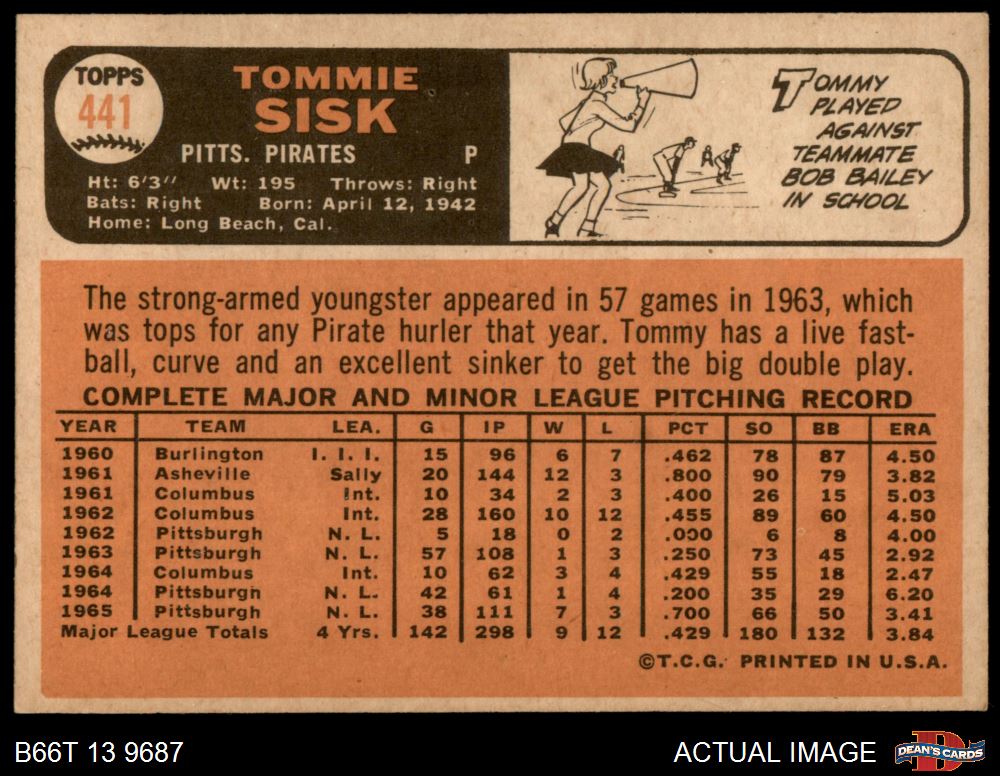 TOPPS
441
TOMMIE
SISK
PITTS. PIRATES P
Ht: 6'3" Wt: 195 Throws: Right
Bats: Right Born: April 12, 1942
Home: Long Beach, Cal.
TOMMY
PLAYED
AGAINST
TEAMMATE
BOB BAILEY
IN SCHOOL
The strong-armed youngster appeared in 57 games in 1963, which
was tops for any Pirate hurler that year. Tommy has a live fast-
ball, curve and an excellent sinker to get the big double play.
COMPLETE MAJOR AND MINOR LEAGUE PITCHING RECORD
YEAR TEAM LEA. G IP W L PCT SO BB ERA
1960 Burlington I. I. I. 15 96 6 7 .462 78 87 4.50
1961 Asheville Sally 20 144 12 3 .800 90 79 3.82
1961 Columbus Int. 10 34 2 3 .400 26 15 5.03
1962 Columbus Int. 28 160 10 12 .455 89 60 4.50
1962 Pittsburgh N. L. 5 18 0 2 .000 6 8 4.00
1963 Pittsburgh N. L. 57 108 1 3 .250 73 45 2.92
1964 Columbus Int. 10 62 3 4 .429 55 18 2.47
1964 Pittsburgh N. L. 42 61 1 4 .200 35 29 6.20
1965 Pittsburgh N. L. 38 111 7 3 .700 66 50 3.41
Major League Totals 4 Yrs. 142 298 9 12 .429 180 132 3.84
©T.C.G. PRINTED IN U.S.A.
B66T 13 9687 ACTUAL IMAGE
D
DEAN'S CARDS